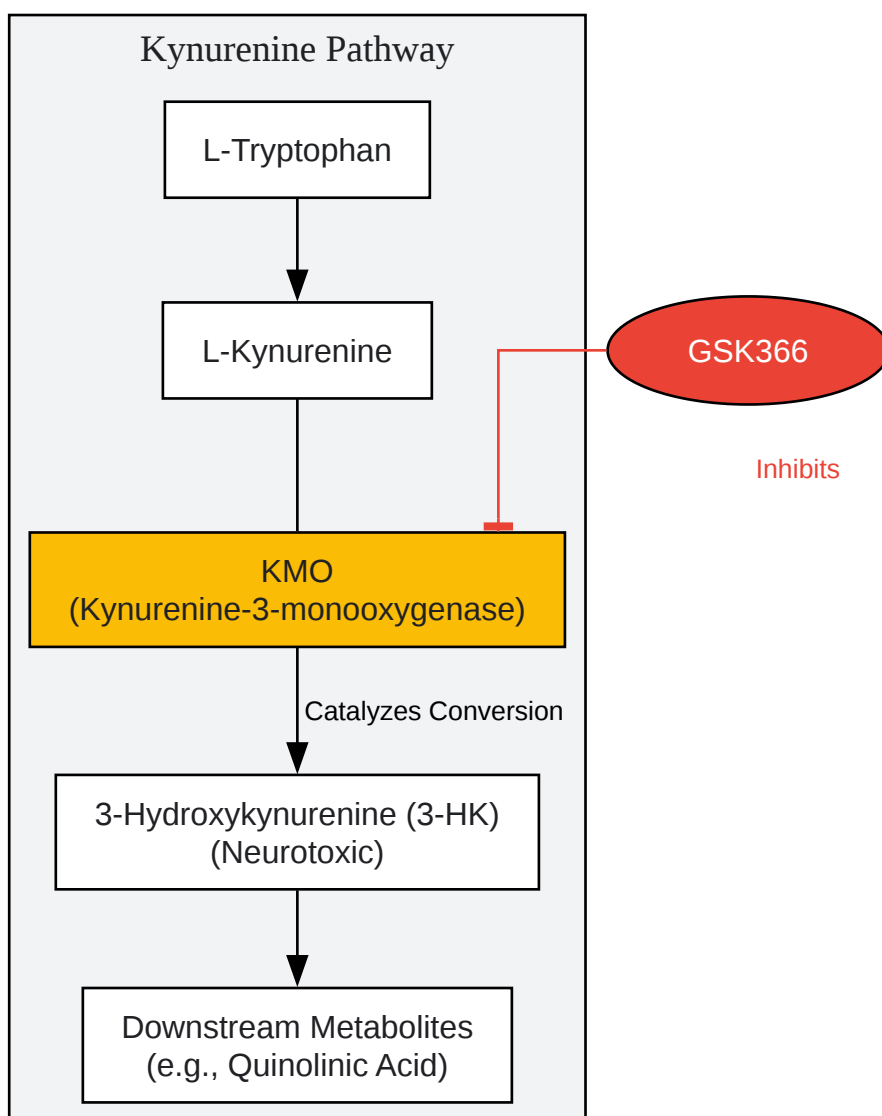 Kynurenine Pathway
L-Tryptophan
L-Kynurenine
GSK366
Inhibits
KMO
(Kynurenine-3-monooxygenase)
Catalyzes Conversion
3-Hydroxykynurenine (3-HK)
(Neurotoxic)
Downstream Metabolites
(e.g., Quinolinic Acid)